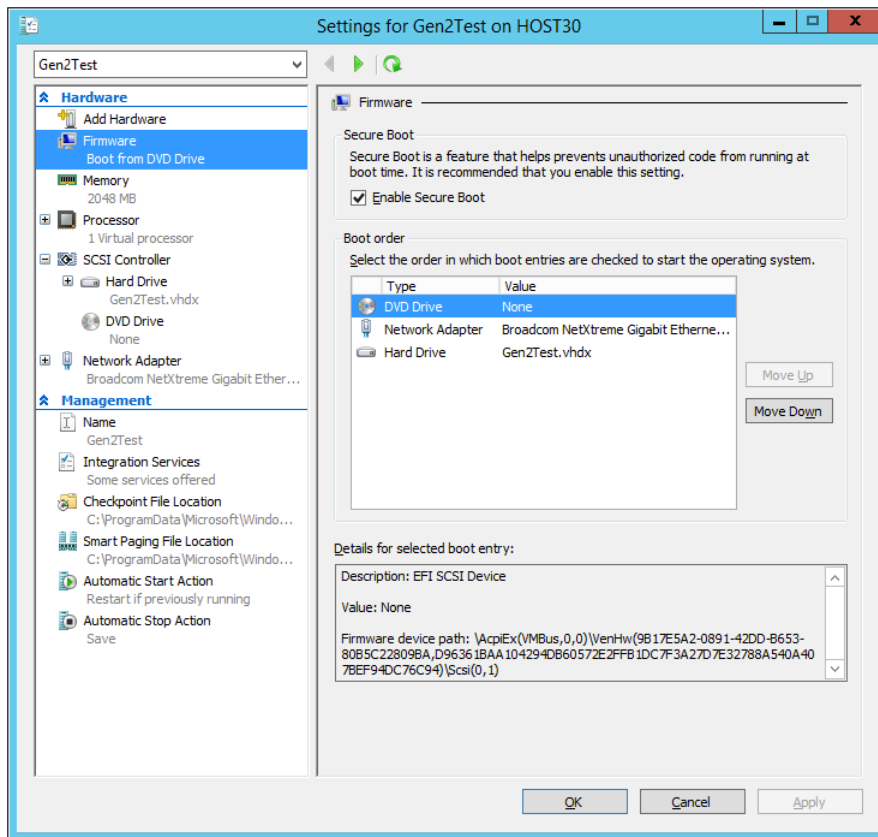 Settings for Gen2Test on HOST30
Gen2Test
Hardware
Add Hardware
Firmware
Boot from DVD Drive
Memory
2048 MB
Processor
1 Virtual processor
SCSI Controller
Hard Drive
Gen2Test.vhdx
DVD Drive
None
Network Adapter
Broadcom NetXtreme Gigabit Ether...
Management
Name
Gen2Test
Integration Services
Some services offered
Checkpoint File Location
C:\ProgramData\Microsoft\Windo...
Smart Paging File Location
C:\ProgramData\Microsoft\Windo...
Automatic Start Action
Restart if previously running
Automatic Stop Action
Save
Firmware
Secure Boot
Secure Boot is a feature that helps prevents unauthorized code from running at
boot time. It is recommended that you enable this setting.
Enable Secure Boot
Boot order
Select the order in which boot entries are checked to start the operating system.
Type Value
DVD Drive None
Network Adapter Broadcom NetXtreme Gigabit Etherne...
Hard Drive Gen2Test.vhdx
Move Up
Move Down
Details for selected boot entry:
Description: EFI SCSI Device
Value: None
Firmware device path: \AcpiEx(VMBus,0,0)\VenHw(9B17E5A2-0891-42DD-B653-
80B5C22809BA,D96361BAA104294DB60572E2FFB1DC7F3A27D7E32788A540A40
7BEF94DC76C94)\Scsi(0,1)
OK Cancel Apply